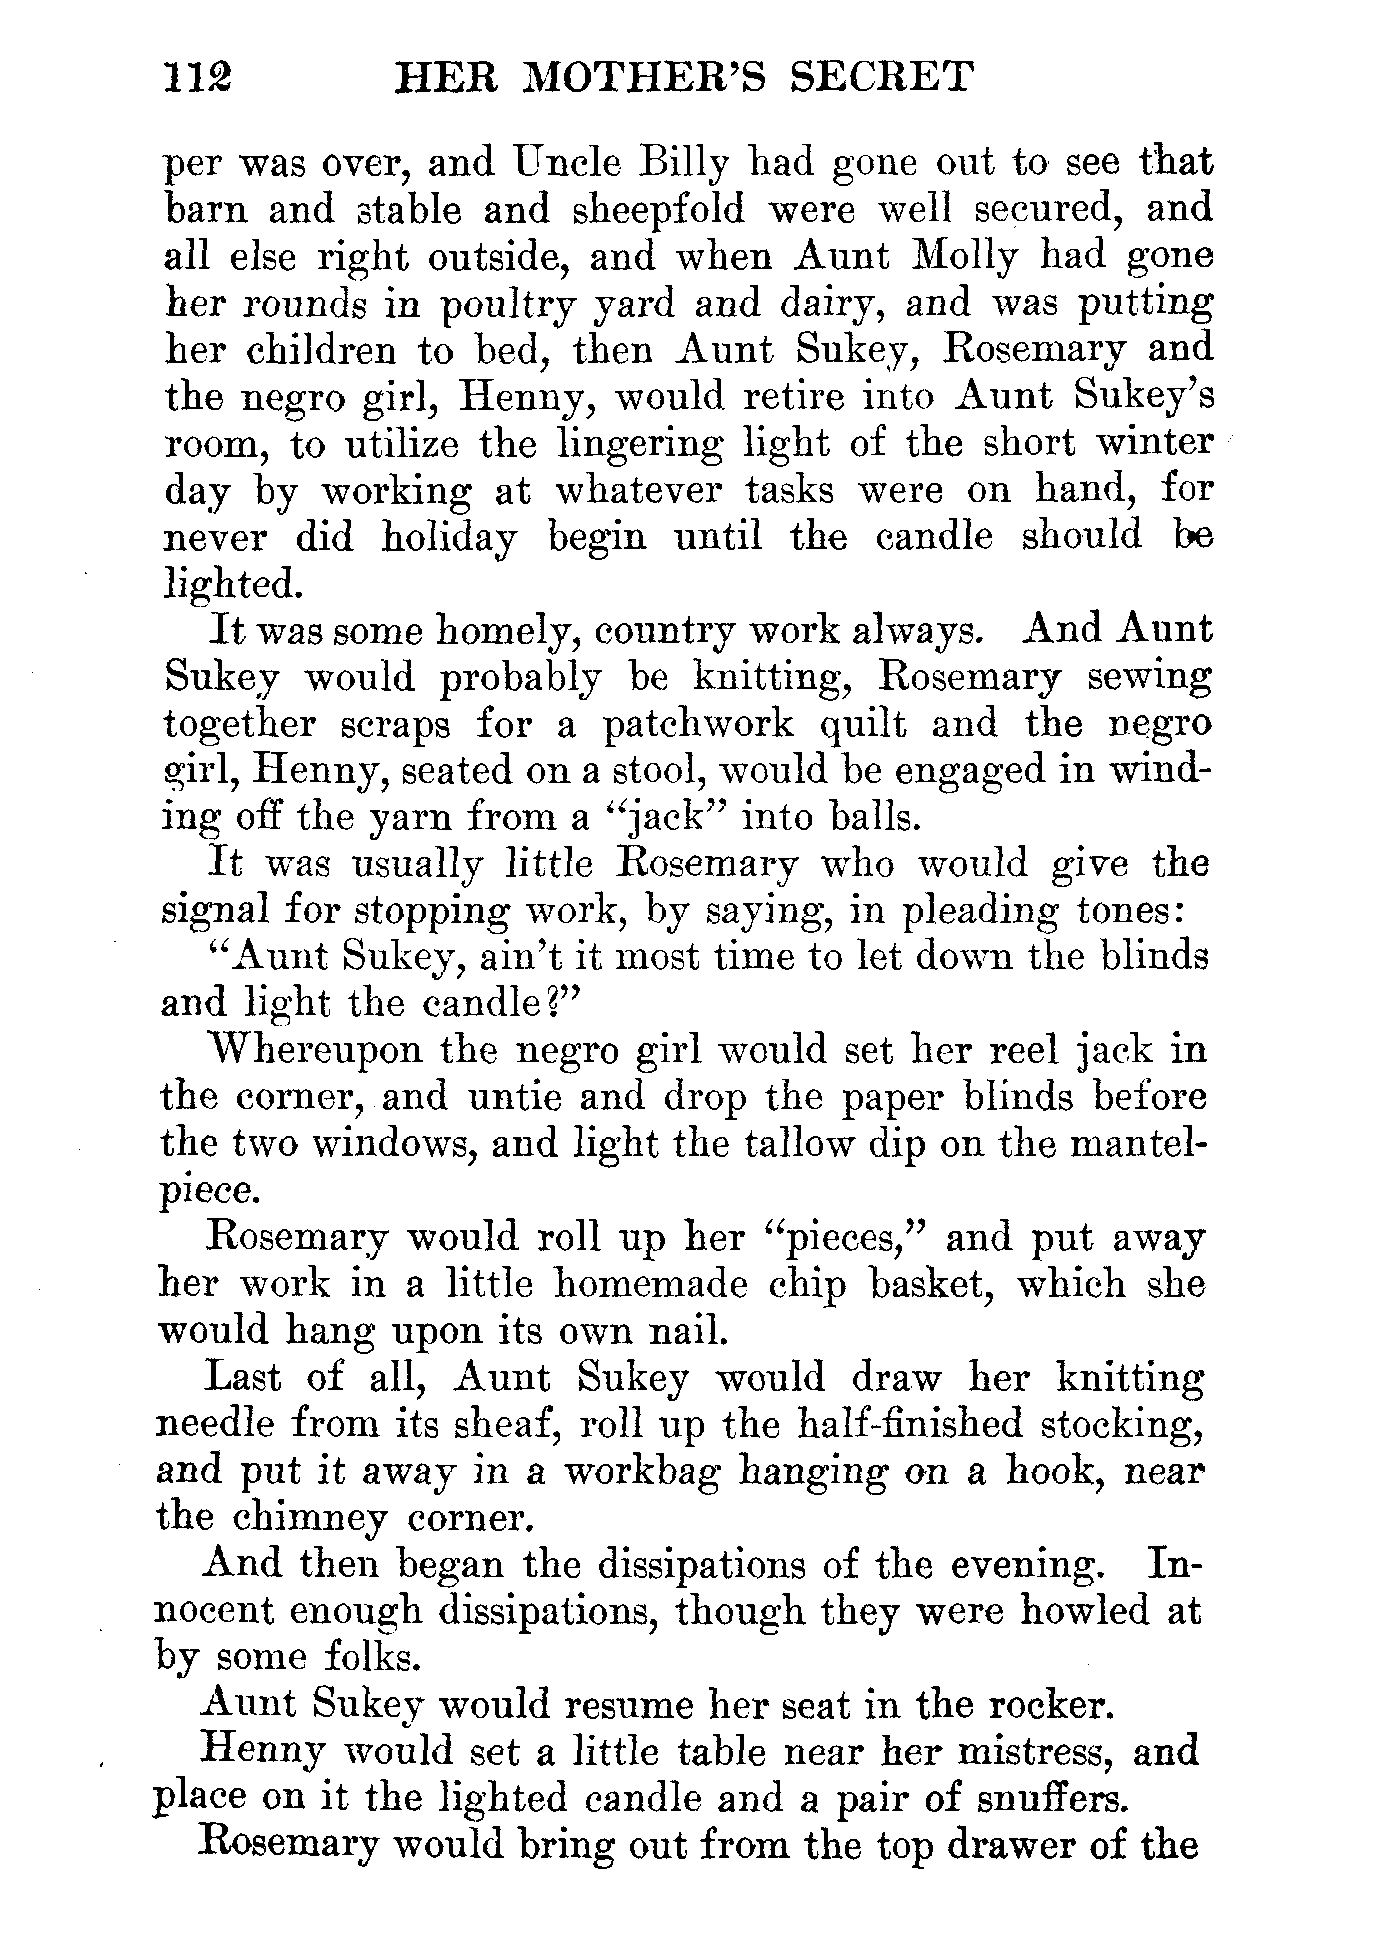 112 HER MOTHER'S SECRET
per was over, and Uncle Billy had gone out to see that
barn and stable and sheepfold were well secured, and
all else right outside, and when Aunt Molly had gone
her rounds in poultry yard and dairy, and was putting
her children to bed, then Aunt Sukey, Rosemary and
the negro girl, Henny, would retire into Aunt Sukey's
room, to utilize the lingering light of the short winter
day by working at whatever tasks were on hand, for
never did holiday begin until the candle should be
lighted.
It was some homely, country work always. And Aunt
Sukey would probably be knitting, Rosemary sewing
together scraps for a patchwork quilt and the negro
girl, Henny, seated on a stool, would be engaged in wind-
ing off the yarn from a “jack” into balls.
It was usually little Rosemary who would give the
signal for stopping work, by saying, in pleading tones:
“Aunt Sukey, ain't it most time to let down the blinds
and light the candle?”
Whereupon the negro girl would set her reel jack in
the corner, and untie and drop the paper blinds before
the two windows, and light the tallow dip on the mantel-
piece.
Rosemary would roll up her “pieces,” and put away
her work in a little homemade chip basket, which she
would hang upon its own nail.
Last of all, Aunt Sukey would draw her knitting
needle from its sheaf, roll up the half-finished stocking,
and put it away in a workbag hanging on a hook, near
the chimney corner.
And then began the dissipations of the evening. In-
nocent enough dissipations, though they were howled at
by some folks.
Aunt Sukey would resume her seat in the rocker.
Henny would set a little table near her mistress, and
place on it the lighted candle and a pair of snuffers.
Rosemary would bring out from the top drawer of the